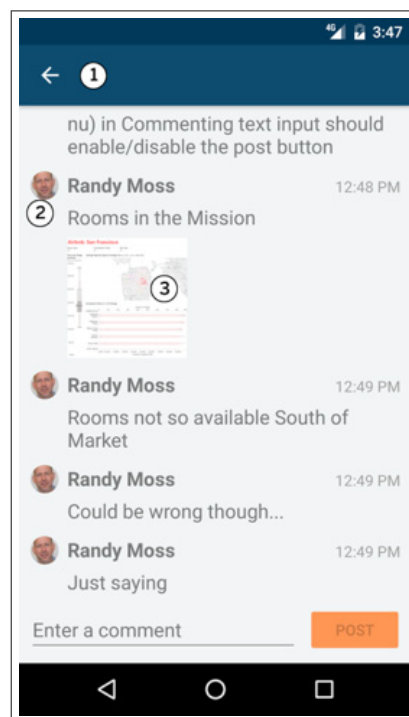 4G 3:47
1
nu) in Commenting text input should
enable/disable the post button
Randy Moss 12:48 PM
2
Rooms in the Mission
3
Randy Moss 12:49 PM
Rooms not so available South of
Market
Randy Moss 12:49 PM
Could be wrong though...
Randy Moss 12:49 PM
Just saying
Enter a comment POST